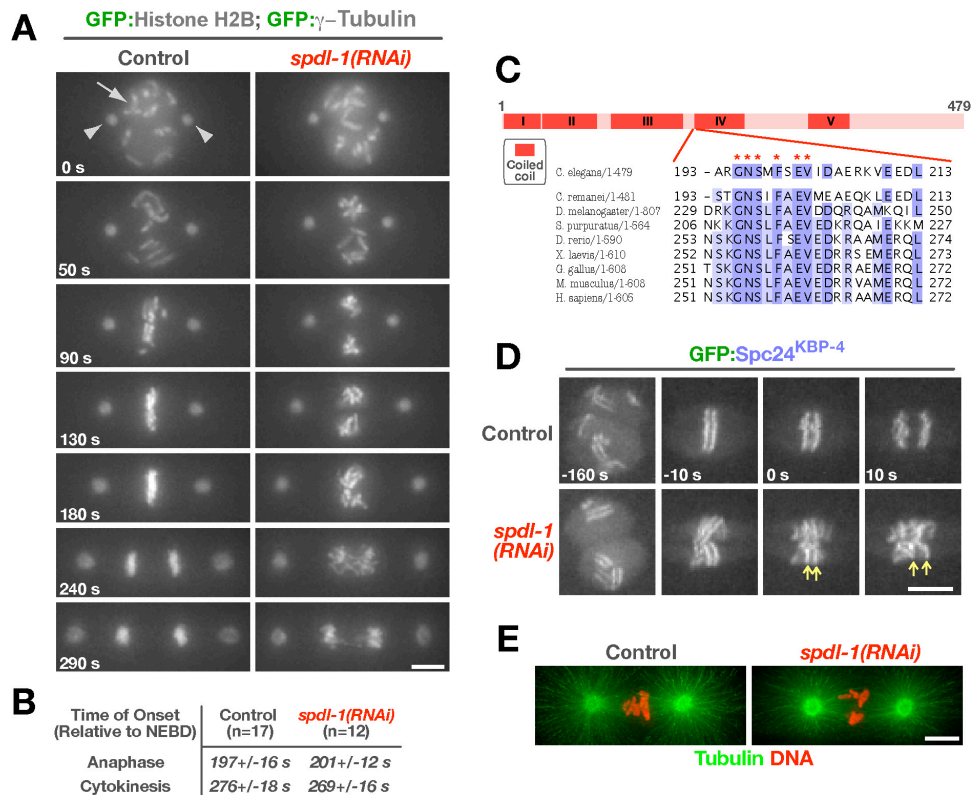 A
GFP:Histone H2B; GFP:γ-Tubulin
Control
spdl-1(RNAi)
0 s
50 s
90 s
130 s
180 s
240 s
290 s
B
Time of Onset (Relative to NEBD)
Control (n=17)
spdl-1(RNAi) (n=12)
Anaphase 197+/-16 s 201+/-12 s
Cytokinesis 276+/-18 s 269+/-16 s
C
1 479
I II III IV V
Coiled coil
* * * * * *
C. elegans/1-479 193 - ARGNSMFSEVIDAERKVEEDL 213
C. remanei/1-481 193 - STGNSIFAEVMEAEQKLEEDL 213
D. melanogaster/1-807 229 DRKGNSLFAEVDDQRQAMKQIL 250
S. purpuratus/1-564 206 NKKGNSLFAEVEDKRQAIEKKM 227
D. rerio/1-590 253 NSKGNSLFSEVEDKRAAMERQL 274
X. laevis/1-610 252 NSKGNSLFAEVEDRRSEMERQL 273
G. gallus/1-608 251 TSKGNSLFAEVEDRRAAMERQL 272
M. musculus/1-608 251 NSKGNSLFAEVEDRRVAMERQL 272
H. sapiens/1-605 251 NSKGNSLFAEVEDRRAAMERQL 272
D
GFP:Spc24KBP-4
Control
-160 s -10 s 0 s 10 s
spdl-1 (RNAi)
E
Control
spdl-1(RNAi)
Tubulin DNA